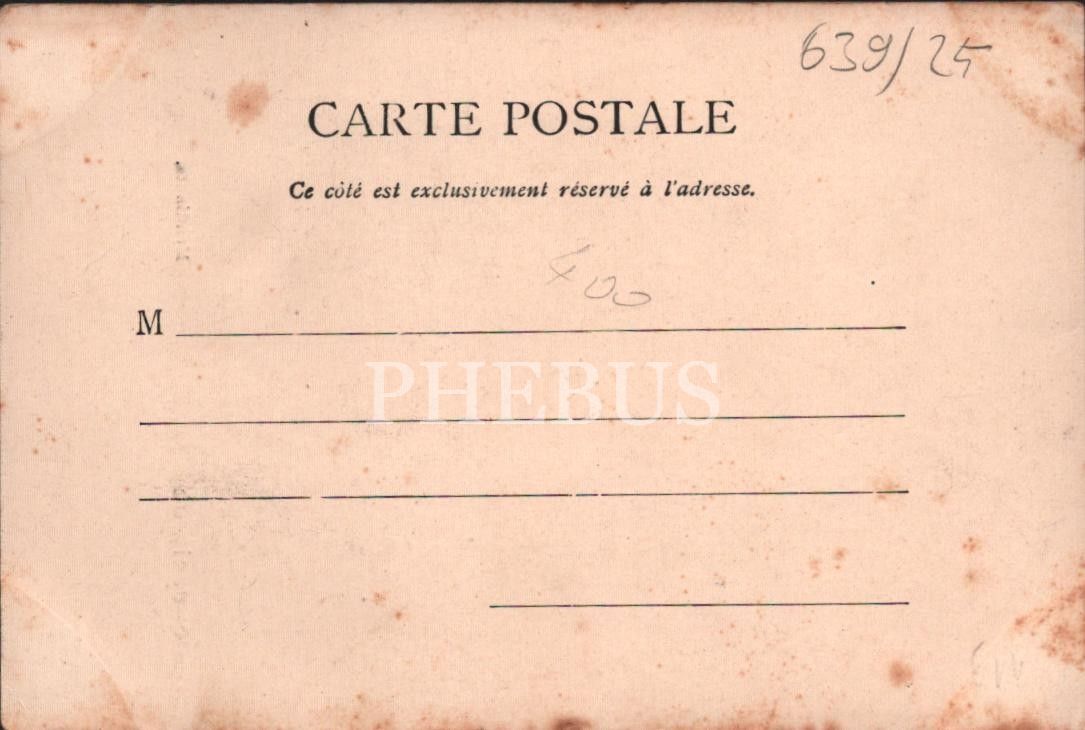 639/25
CARTE POSTALE
Ce côté est exclusivement réservé à l'adresse.
400
M
PHEBUS